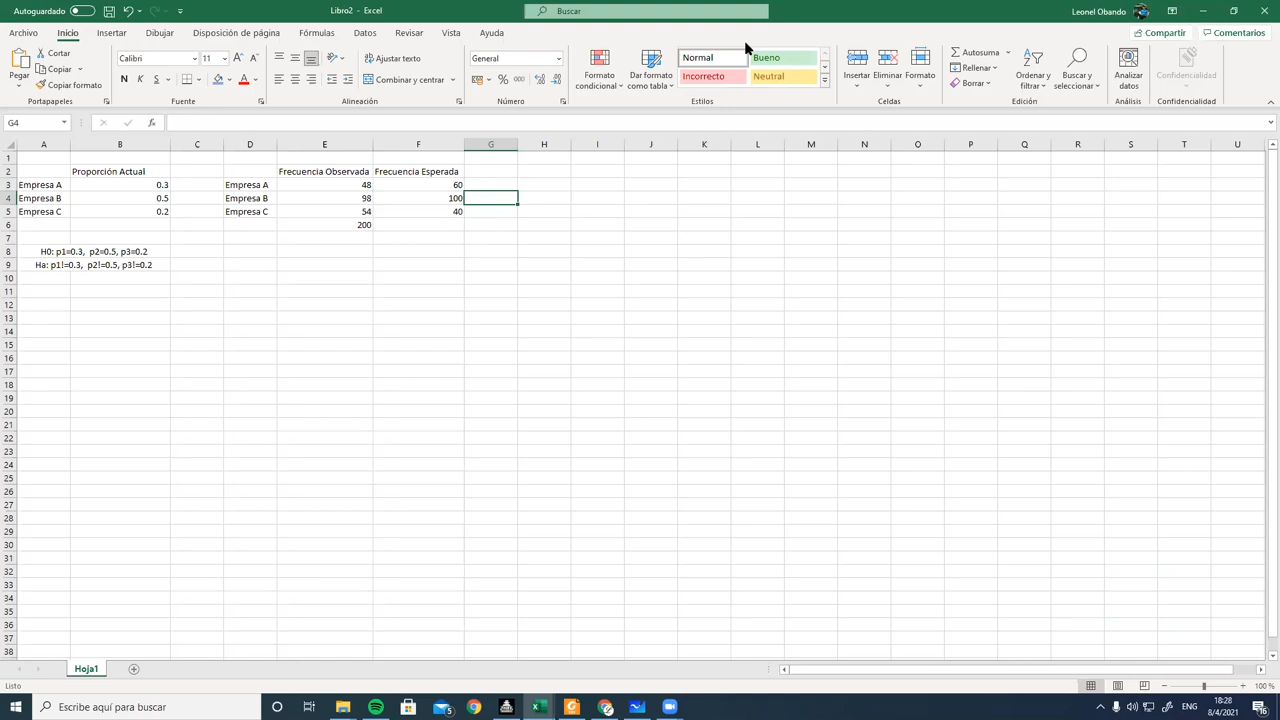 Autoguardado
Libro2 - Excel
Buscar
Leonel Obando
Archivo Inicio Insertar Dibujar Disposición de página Fórmulas Datos Revisar Vista Ayuda
Compartir Comentarios
Pegar
Cortar
Copiar
Copiar formato
Portapapeles
Calibri 11
N K S
Fuente
Ajustar texto
Combinar y centrar
Alineación
General
Número
Formato condicional
Dar formato como tabla
Normal Bueno
Incorrecto Neutral
Estilos
Insertar Eliminar Formato
Celdas
Autosuma
Rellenar
Borrar
Ordenar y filtrar
Buscar y seleccionar
Edición
Analizar datos
Análisis
Confidencialidad
Confidencialidad
G4
fx
A B C D E F G H I J K L M N O P Q R S T U
1
2 Proporción Actual Frecuencia Observada Frecuencia Esperada
3 Empresa A 0.3 Empresa A 48 60
4 Empresa B 0.5 Empresa B 98 100
5 Empresa C 0.2 Empresa C 54 40
6 200
7
8 H0: p1=0.3, p2=0.5, p3=0.2
9 Ha: p1!=0.3, p2!=0.5, p3!=0.2
10
11
12
13
14
15
16
17
18
19
20
21
22
23
24
25
26
27
28
29
30
31
32
33
34
35
36
37
38
Hoja1
Listo
100 %
Escribe aquí para buscar
ENG
18:28
8/4/2021